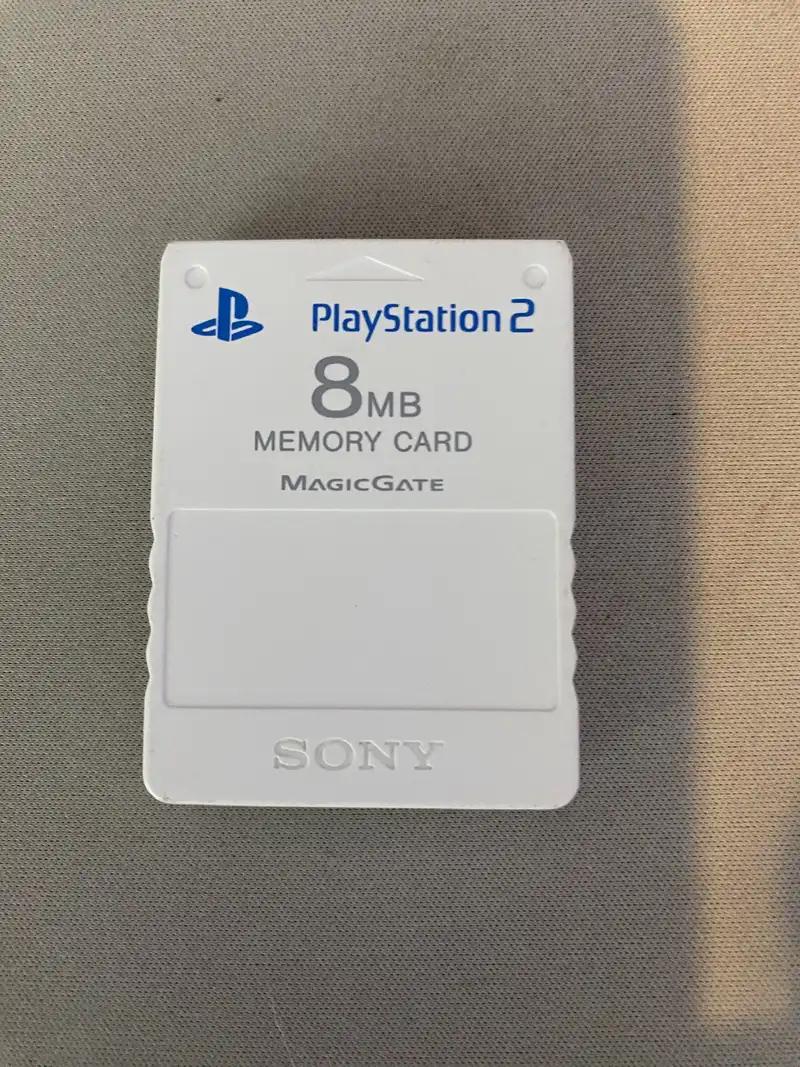 PlayStation 2
8MB
MEMORY CARD
MAGICGATE
SONY